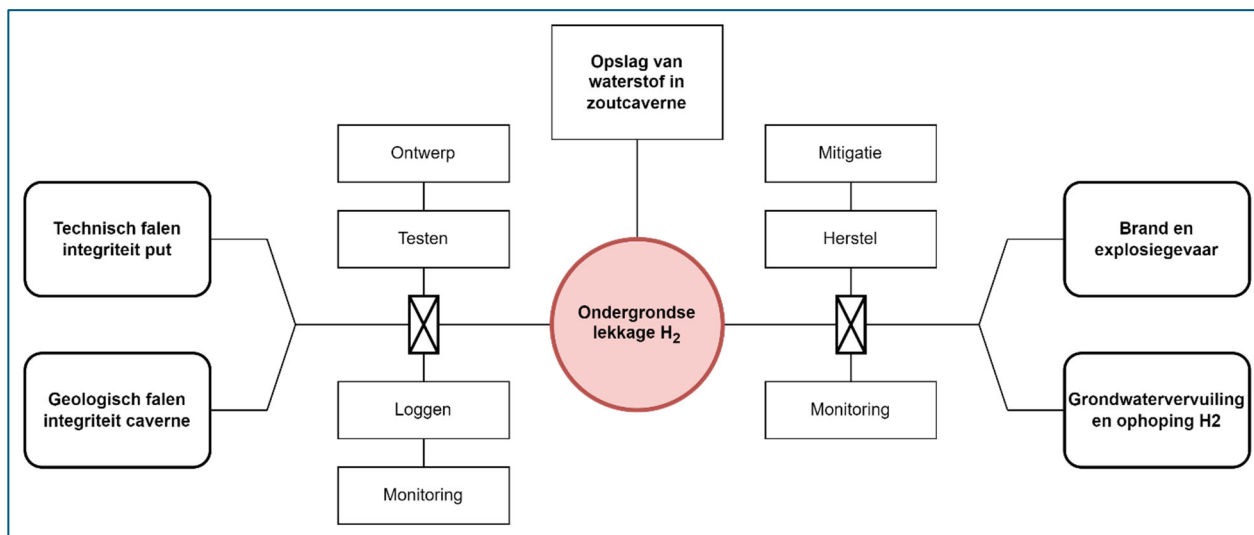 Opslag van
waterstof in
zoutcaverne
Ontwerp
Testen
Technisch falen
integriteit put
Geologisch falen
integriteit caverne
Loggen
Monitoring
Ondergrondse
lekkage H₂
Mitigatie
Herstel
Monitoring
Brand en
explosiegevaar
Grondwatervervuiling
en ophoping H2